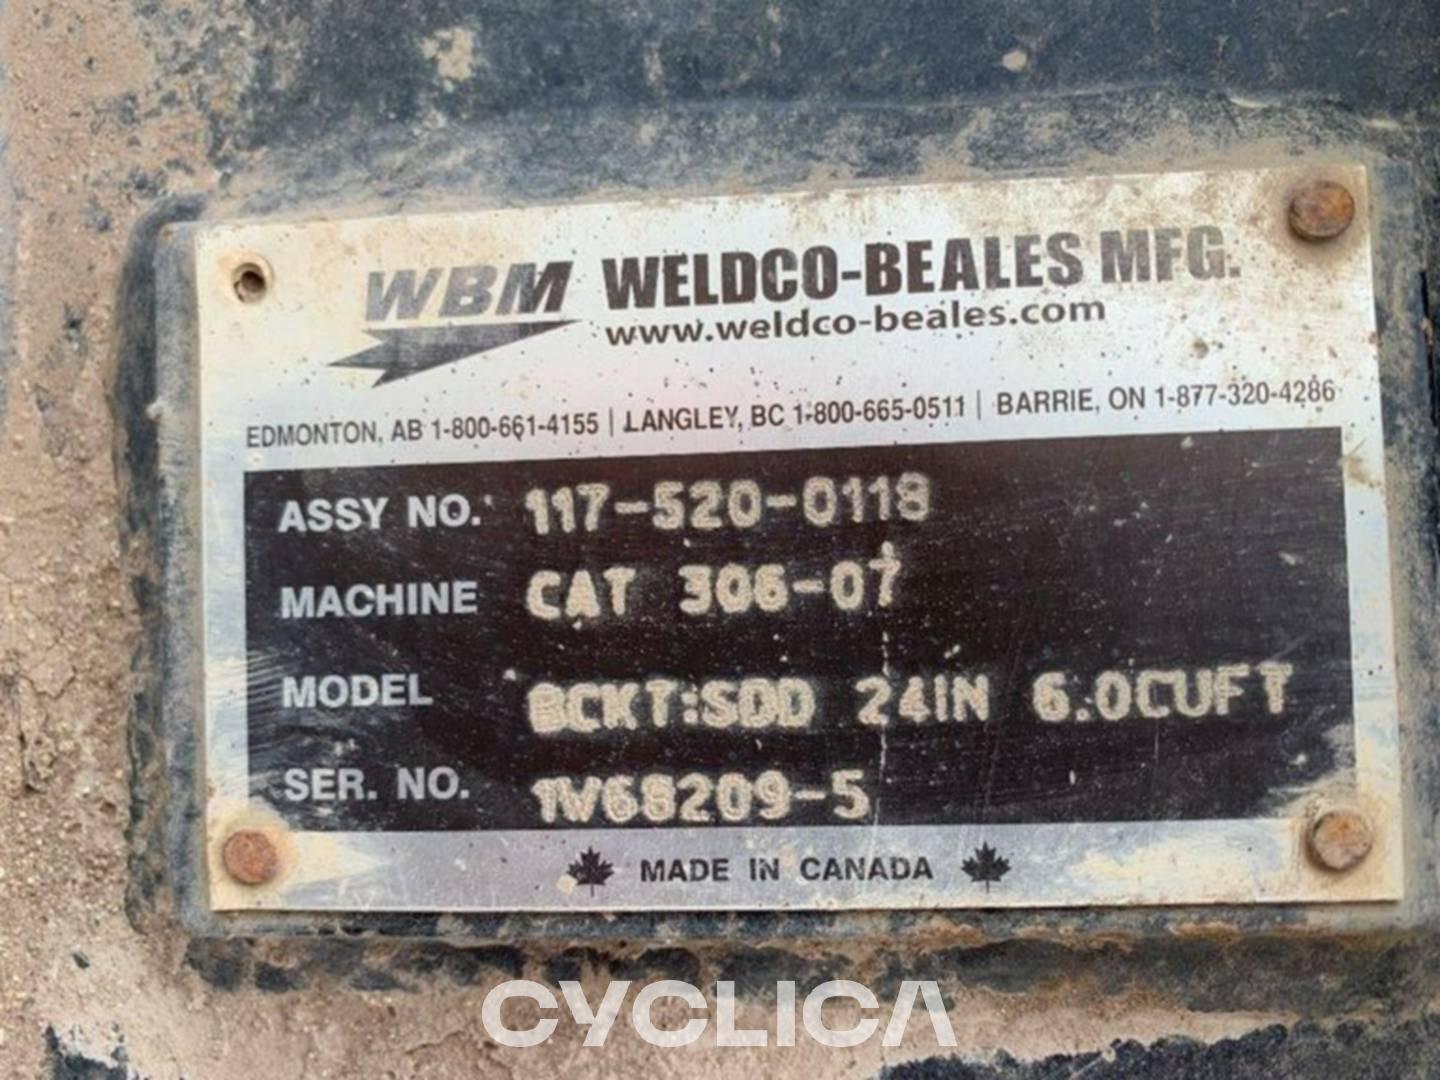 WBM WELDCO-BEALES MFG.
www.weldco-beales.com
EDMONTON, AB 1-800-661-4155 | LANGLEY, BC 1-800-665-0511 | BARRIE, ON 1-877-320-4286
ASSY NO. 117-520-0118
MACHINE CAT 306-07
MODEL BCKT:SDD 24IN 6.0CUFT
SER. NO. 1W68209-5
MADE IN CANADA
CYCLICA